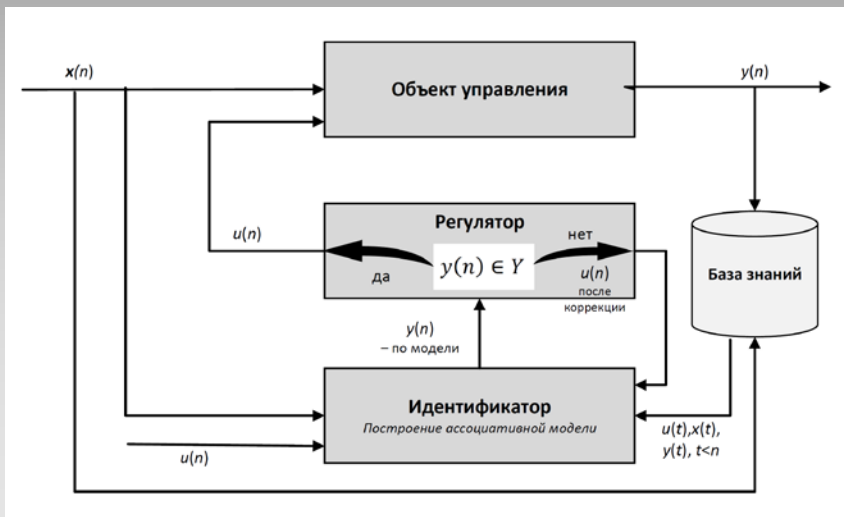 x(n)
Объект управления
y(n)
u(n)
Регулятор
да
y(n) ∈ Y
нет
u(n)
после
коррекции
База знаний
y(n)
– по модели
Идентификатор
Построение ассоциативной модели
u(n)
u(t),x(t),
y(t), t<n